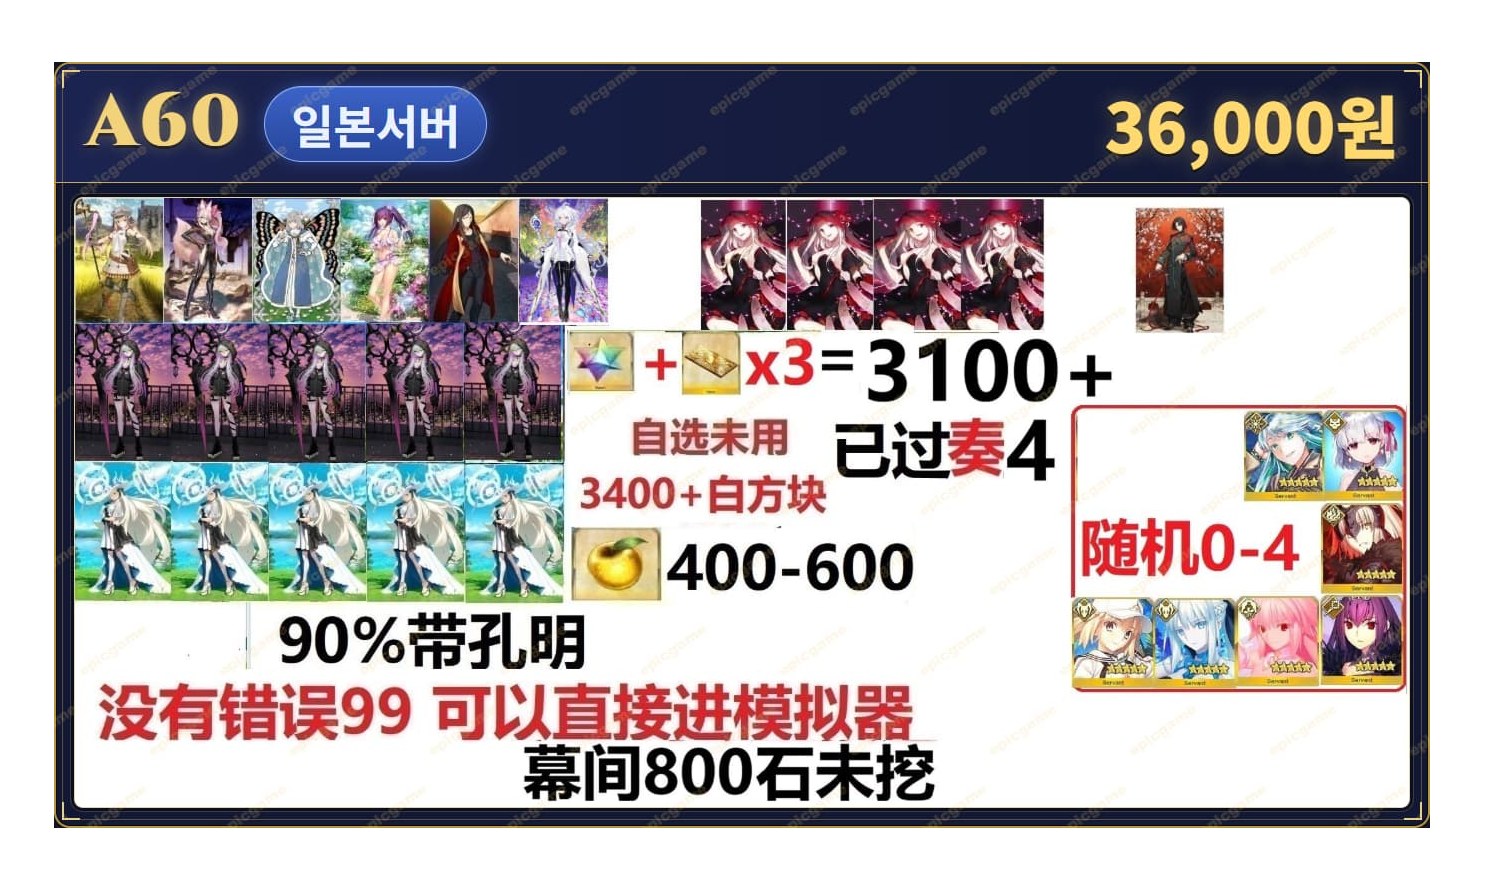 A60 일본서버 36,000원
+ x3=3100+
自选未用
已过奏4
3400+白方块
400-600
随机0-4
90%带孔明
没有错误99 可以直接进模拟器
幕间800石未挖
epicgame